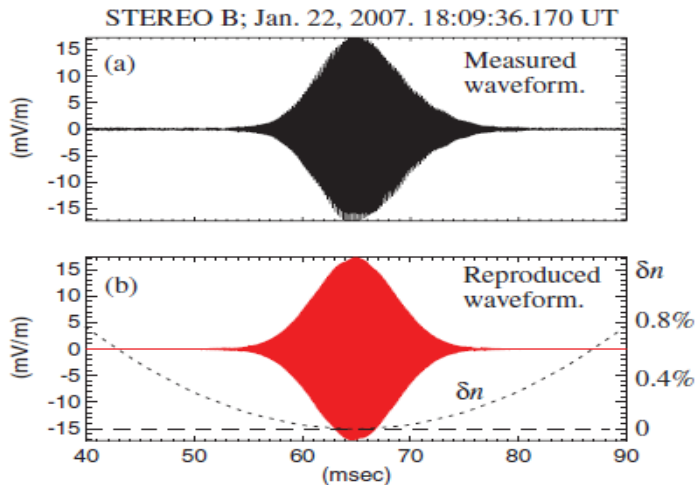 STEREO B; Jan. 22, 2007. 18:09:36.170 UT
(a)
Measured
waveform.
(mV/m)
15
10
5
0
-5
-10
-15
(b)
Reproduced
waveform.
(mV/m)
15
10
5
0
-5
-10
-15
δn
δn
0.8%
0.4%
0
40 50 60 70 80 90
(msec)